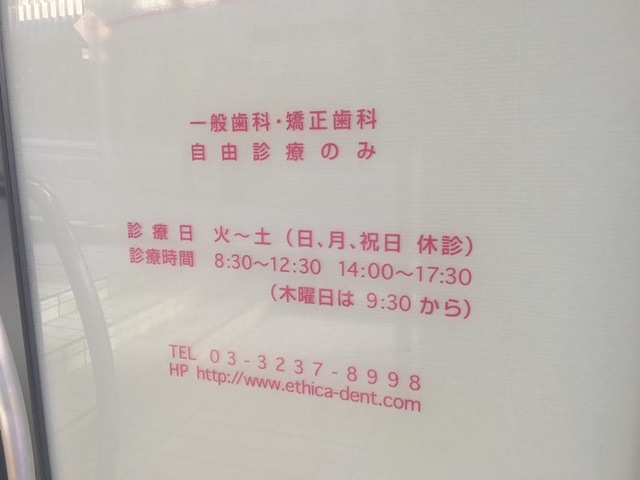 一般歯科・矯正歯科
自由診療のみ
診療日 火～土 (日、月、祝日 休診)
診療時間 8:30～12:30 14:00～17:30
(木曜日は 9:30 から)
TEL 03-3237-8998
HP http://www.ethica-dent.com